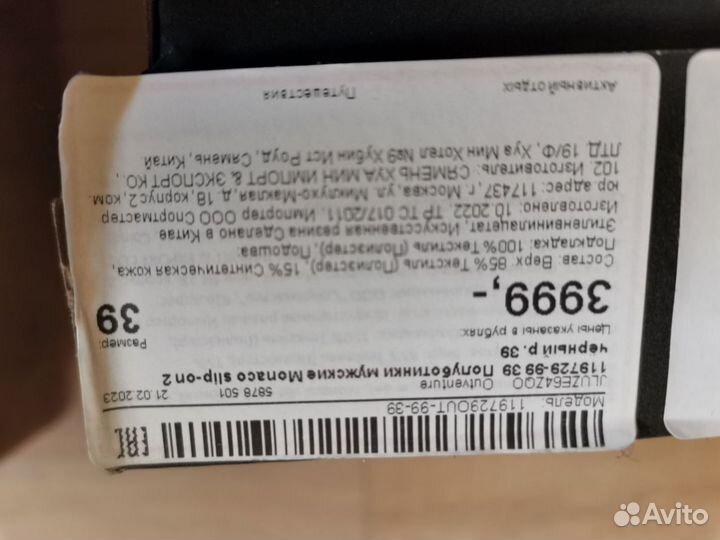 Модель: 119729OUT-99-39
JLUZE64ZQO Outventure 5878 501 21.02.2023
119729-99 39 Полуботинки мужские Monaco slip-on 2
черный р. 39
Цены указаны в рублях: Размер:
3999,- 39
Состав: Верх: 85% Текстиль (Полиэстер), 15% Синтетическая кожа,
Подкладка: 100% Текстиль (Полиэстер), Подошва:
Этиленвинилацетат, Искусственная резина Сделано в Китае
Изготовлено: 10.2022. ТР ТС 017/2011. Импортер ООО Спортмастер
юр.адрес:117437, г. Москва, ул. Миклухо-Маклая, д. 18, корпус 2, ком.
102. Изготовитель: СЯМЕНЬ ХУА МИН ИМПОРТ & ЭКСПОРТ КО.,
ЛТД. 19/Ф, Хуа Мин Хотел №9 Хубин Ист Роуд, Сямень, Китай
Активный отдых Путешествия
Avito